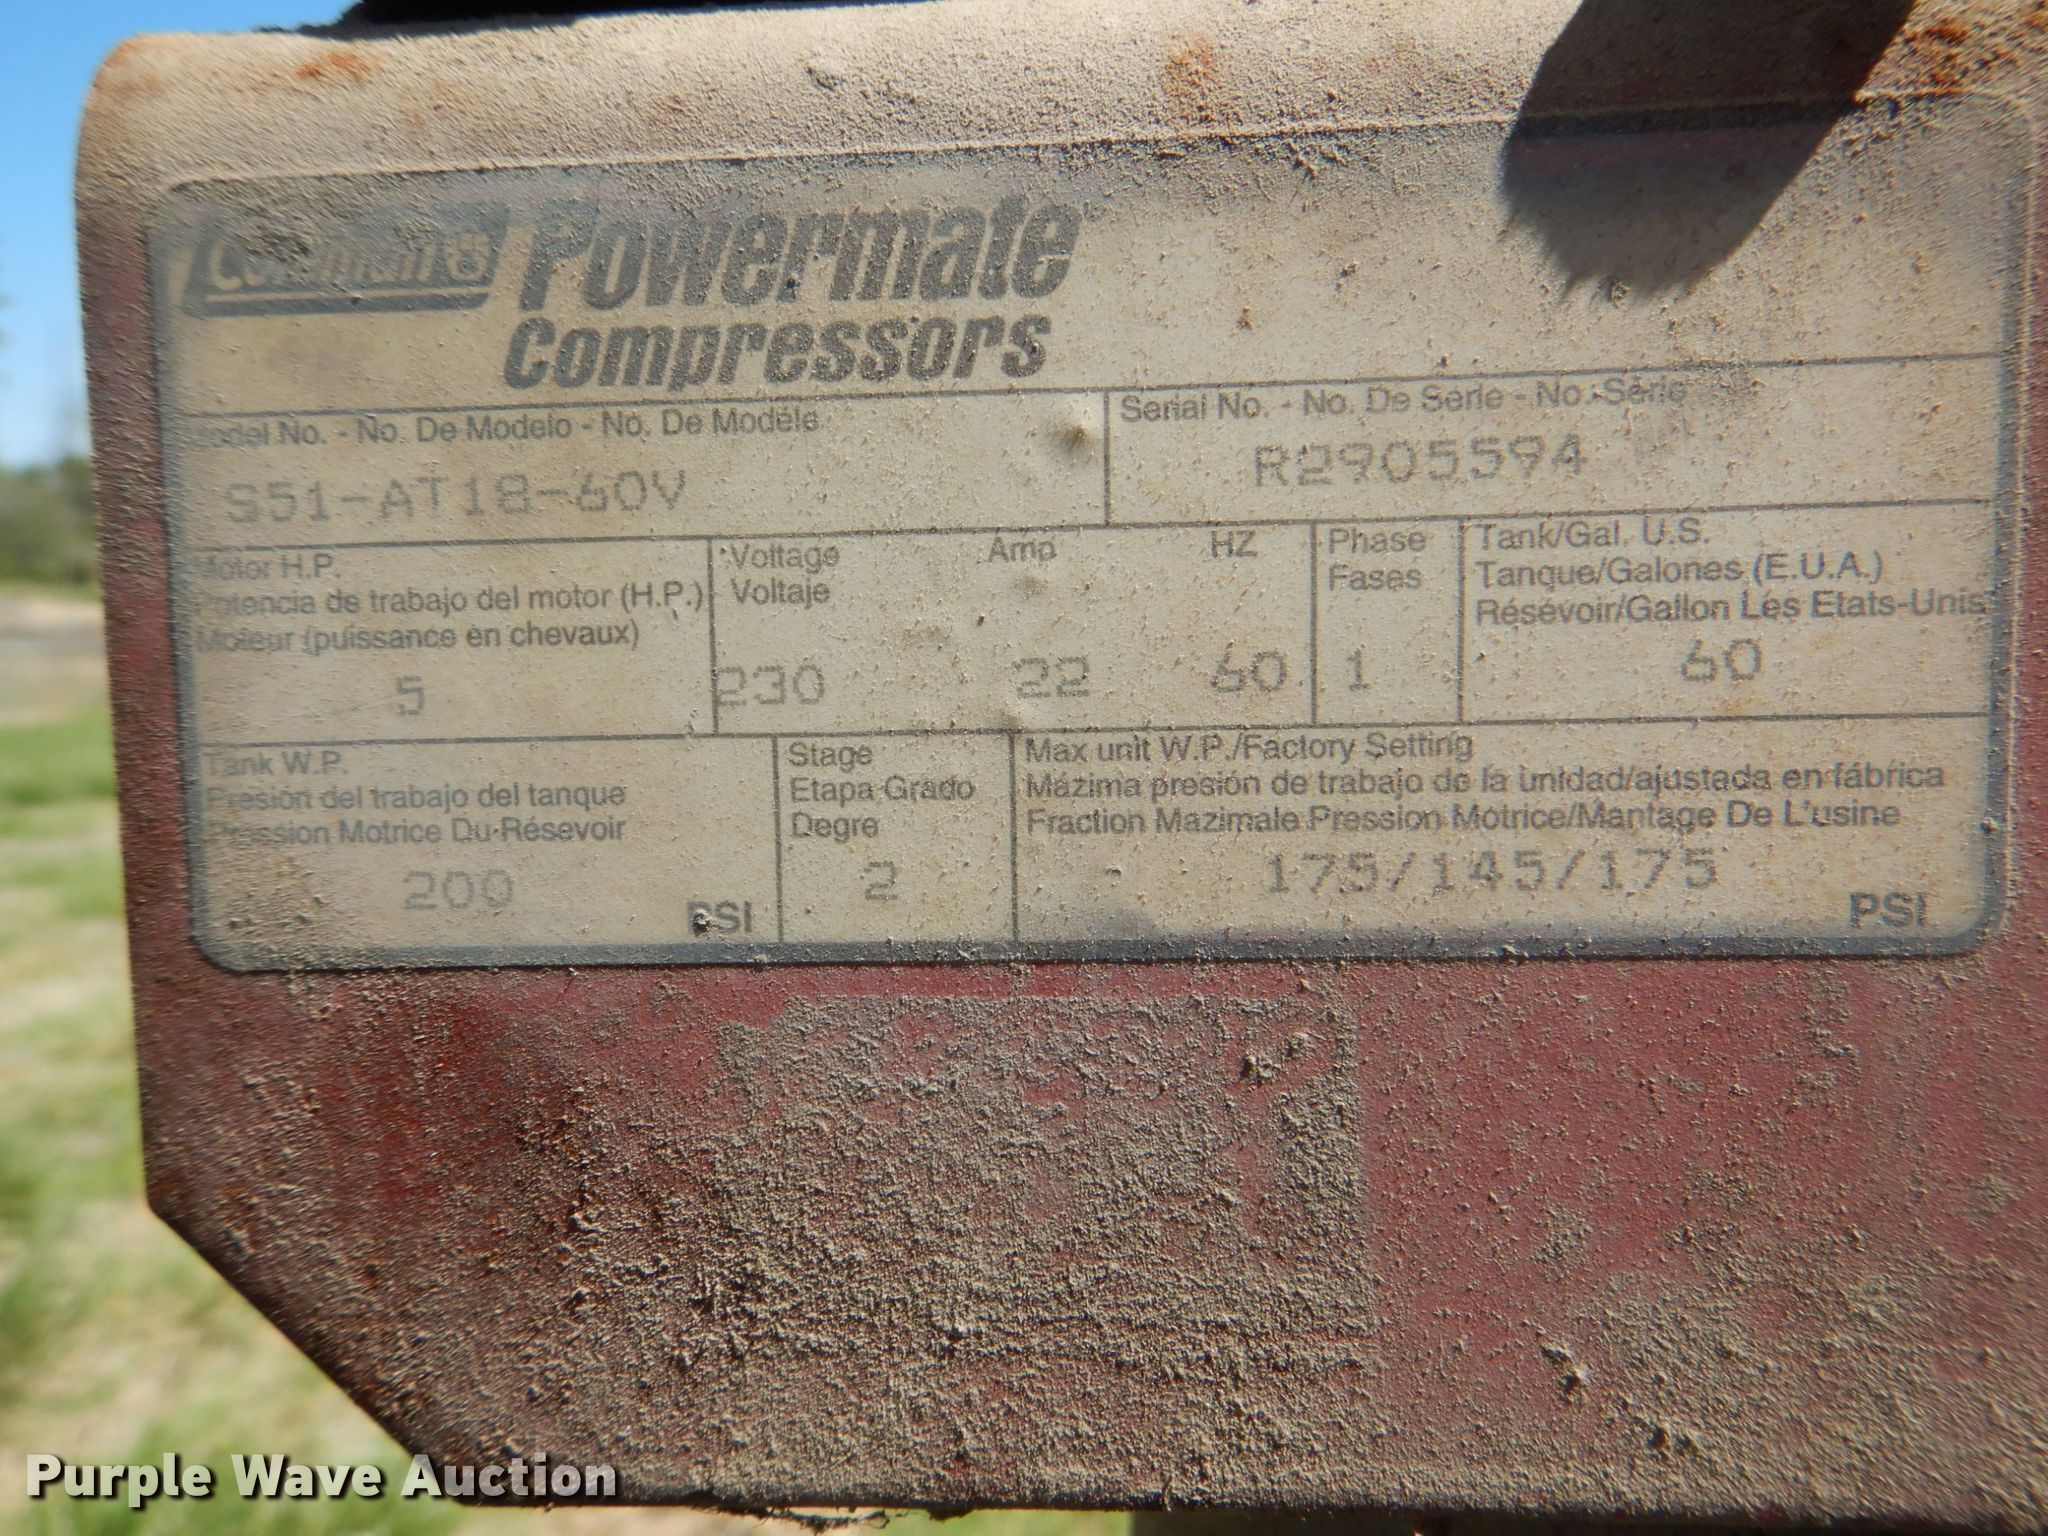 Coleman Powermate
Compressors
Model No. - No. De Modelo - No. De Modéle
S51-AT18-60V
Serial No. - No. De Serie - No. Série
R2905594
Motor H.P.
Potencia de trabajo del motor (H.P.)
Moteur (puissance en chevaux)
5
Voltage Amp HZ
Voltaje
230 22 60
Phase
Fases
1
Tank/Gal. U.S.
Tanque/Galones (E.U.A.)
Résévoir/Gallon Les Etats-Unis
60
Tank W.P.
Presión del trabajo del tanque
Pression Motrice Du Résevoir
200 PSI
Stage
Etapa Grado
Degre
2
Max unit W.P./Factory Setting
Mázima presión de trabajo de la unidad/ajustada en fábrica
Fraction Mazimale Pression Motrice/Mantage De L'usine
175/145/175
PSI
Purple Wave Auction